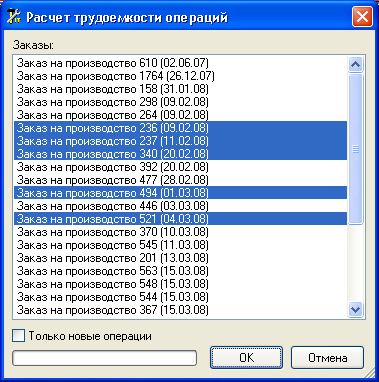 Расчет трудоемкости операций
Заказы:
Заказ на производство 610 (02.06.07)
Заказ на производство 1764 (26.12.07)
Заказ на производство 158 (31.01.08)
Заказ на производство 298 (09.02.08)
Заказ на производство 264 (09.02.08)
Заказ на производство 236 (09.02.08)
Заказ на производство 237 (11.02.08)
Заказ на производство 340 (20.02.08)
Заказ на производство 392 (20.02.08)
Заказ на производство 477 (28.02.08)
Заказ на производство 494 (01.03.08)
Заказ на производство 446 (03.03.08)
Заказ на производство 521 (04.03.08)
Заказ на производство 370 (10.03.08)
Заказ на производство 545 (11.03.08)
Заказ на производство 201 (13.03.08)
Заказ на производство 563 (15.03.08)
Заказ на производство 548 (15.03.08)
Заказ на производство 544 (15.03.08)
Заказ на производство 367 (15.03.08)
Только новые операции
OK Отмена